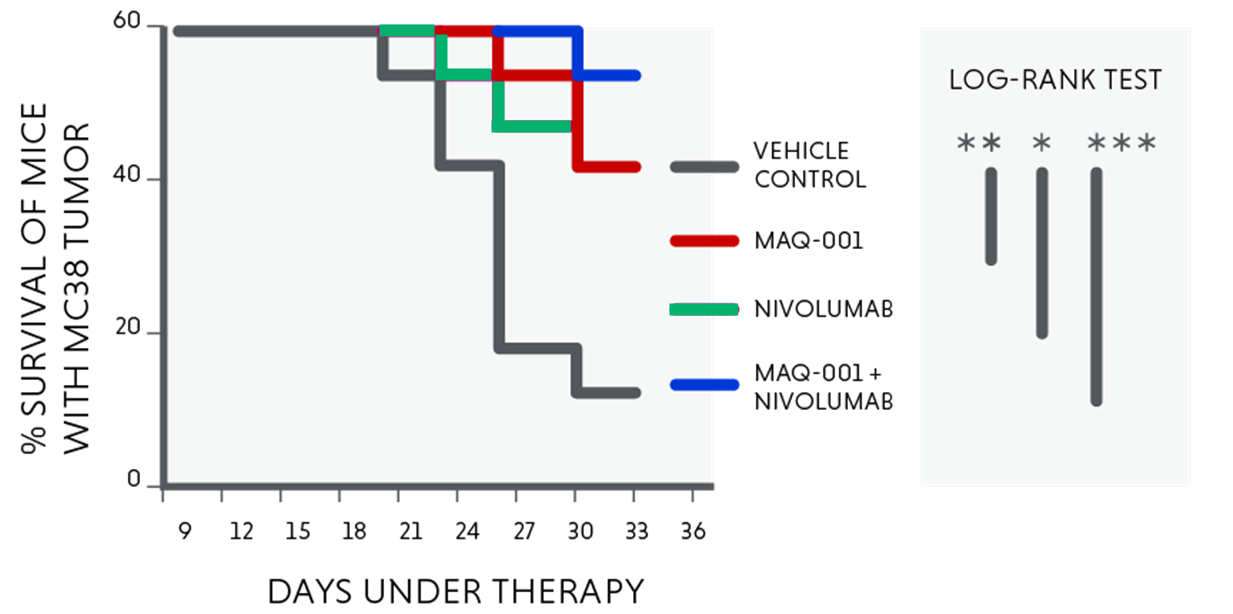 % SURVIVAL OF MICE
WITH MC38 TUMOR
60
40
20
0
9 12 15 18 21 24 27 30 33 36
DAYS UNDER THERAPY
VEHICLE
CONTROL
MAQ-001
NIVOLUMAB
MAQ-001 +
NIVOLUMAB
LOG-RANK TEST
** * ***